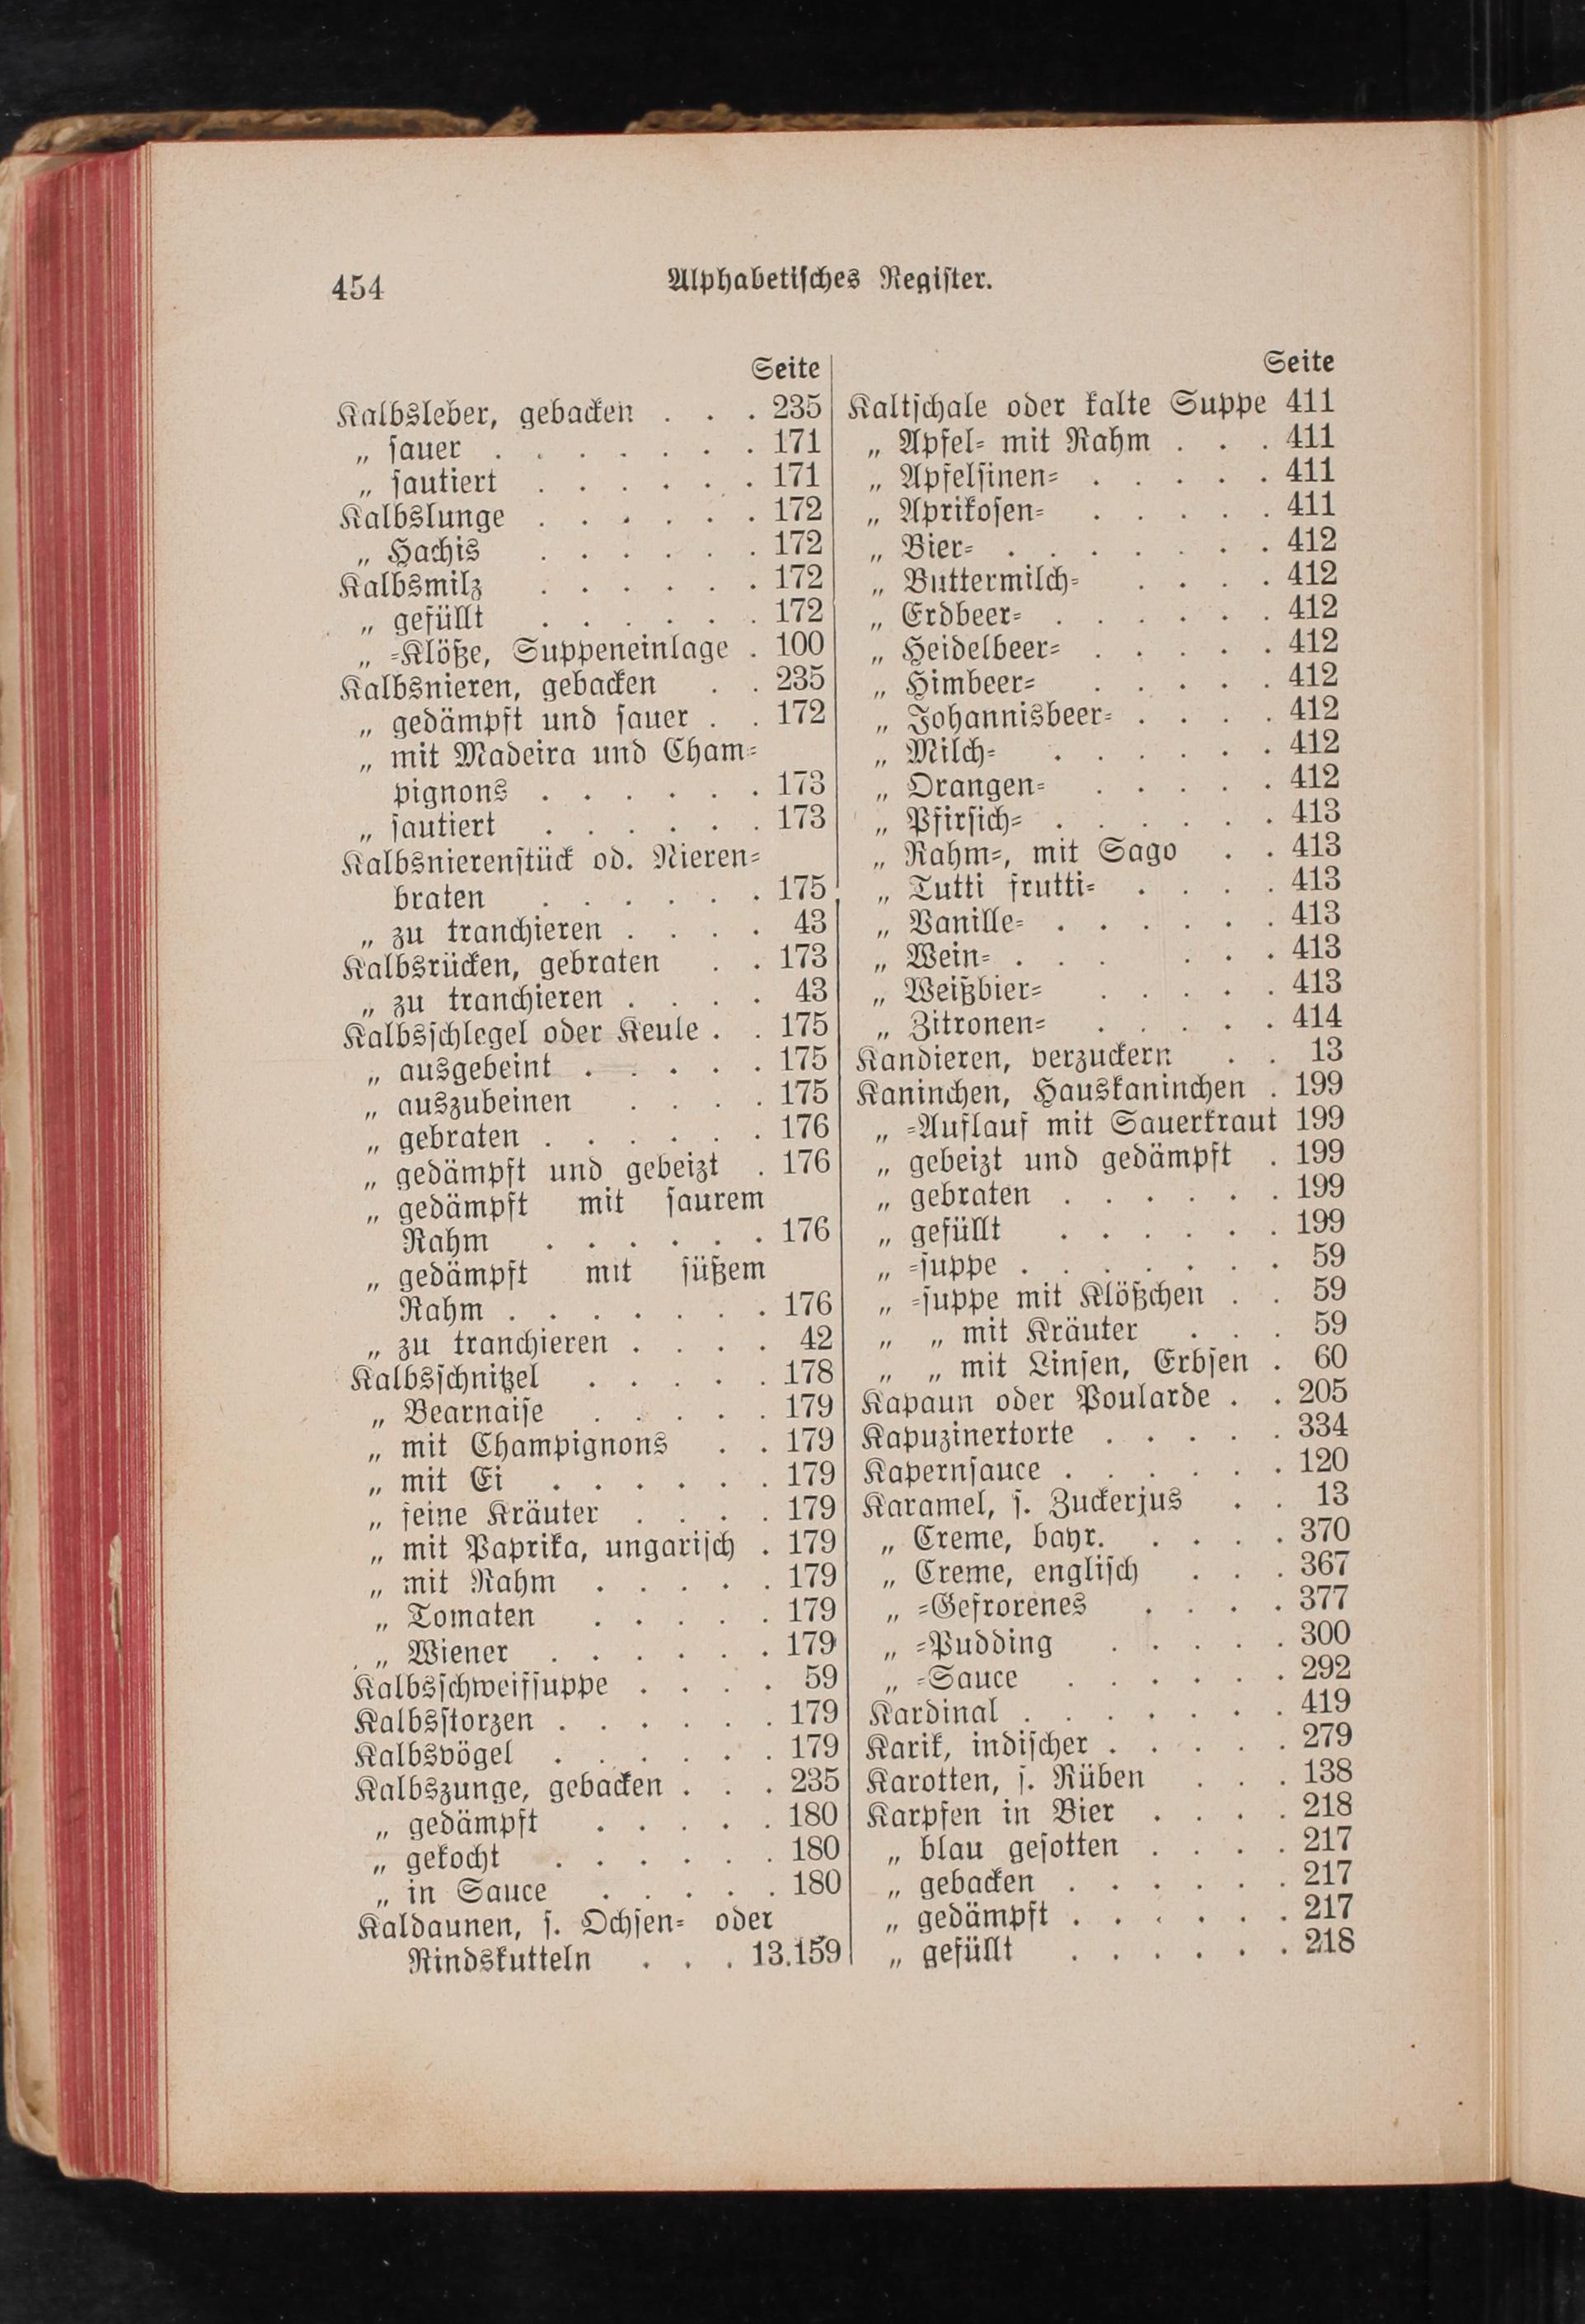 454
Alphabetisches Register.
Seite
Kalbsleber, gebacken . . . 235
„ sauer . . . . . . . 171
„ sautiert . . . . . . 171
Kalbslunge . . . . . . 172
„ Hachis . . . . . . 172
Kalbsmilz . . . . . . 172
„ gefüllt . . . . . . 172
„ =Klöße, Suppeneinlage . 100
Kalbsnieren, gebacken . . 235
„ gedämpft und sauer . . 172
„ mit Madeira und Cham=
pignons . . . . . . 173
„ sautiert . . . . . . 173
Kalbsnierenstück od. Nieren=
braten . . . . . . 175
„ zu tranchieren . . . . 43
Kalbsrücken, gebraten . . 173
„ zu tranchieren . . . . 43
Kalbsschlegel oder Keule . . 175
„ ausgebeint . . . . . 175
„ auszubeinen . . . . 175
„ gebraten . . . . . . 176
„ gedämpft und gebeizt . 176
„ gedämpft mit saurem
Rahm . . . . . . 176
„ gedämpft mit süßem
Rahm . . . . . . . 176
„ zu tranchieren . . . . 42
Kalbsschnitzel . . . . . 178
„ Bearnaise . . . . . 179
„ mit Champignons . . 179
„ mit Ei . . . . . . 179
„ feine Kräuter . . . . 179
„ mit Paprika, ungarisch . 179
„ mit Rahm . . . . . 179
„ Tomaten . . . . . 179
„ Wiener . . . . . . 179
Kalbsschweifsuppe . . . . 59
Kalbsstorzen . . . . . . 179
Kalbsvögel . . . . . . 179
Kalbszunge, gebacken . . . 235
„ gedämpft . . . . . 180
„ gekocht . . . . . . 180
„ in Sauce . . . . . 180
Kaldaunen, s. Ochsen= oder
Rindskutteln . . . 13.159
Seite
Kaltschale oder kalte Suppe 411
„ Apfel= mit Rahm . . . 411
„ Apfelsinen= . . . . . 411
„ Aprikosen= . . . . . 411
„ Bier= . . . . . . . 412
„ Buttermilch= . . . . 412
„ Erdbeer= . . . . . . 412
„ Heidelbeer= . . . . . 412
„ Himbeer= . . . . . 412
„ Johannisbeer= . . . . 412
„ Milch= . . . . . . 412
„ Orangen= . . . . . 412
„ Pfirsich= . . . . . . 413
„ Rahm=, mit Sago . . 413
„ Tutti frutti= . . . . 413
„ Vanille= . . . . . . 413
„ Wein= . . . . . . 413
„ Weißbier= . . . . . 413
„ Zitronen= . . . . . 414
Kandieren, verzuckern . . 13
Kaninchen, Hauskaninchen . 199
„ =Auflauf mit Sauerkraut 199
„ gebeizt und gedämpft . 199
„ gebraten . . . . . . 199
„ gefüllt . . . . . . 199
„ =suppe . . . . . . . 59
„ =suppe mit Klößchen . . 59
„ „ mit Kräuter . . . 59
„ „ mit Linsen, Erbsen . 60
Kapaun oder Poularde . . 205
Kapuzinertorte . . . . . 334
Kapernsauce . . . . . . 120
Karamel, s. Zuckerjus . . 13
„ Creme, bayr. . . . . 370
„ Creme, englisch . . . 367
„ =Gefrorenes . . . . 377
„ =Pudding . . . . . 300
„ =Sauce . . . . . . 292
Kardinal . . . . . . . 419
Karik, indischer . . . . . 279
Karotten, s. Rüben . . . 138
Karpfen in Bier . . . . 218
„ blau gesotten . . . . 217
„ gebacken . . . . . . 217
„ gedämpft . . . . . . 217
„ gefüllt . . . . . . 218